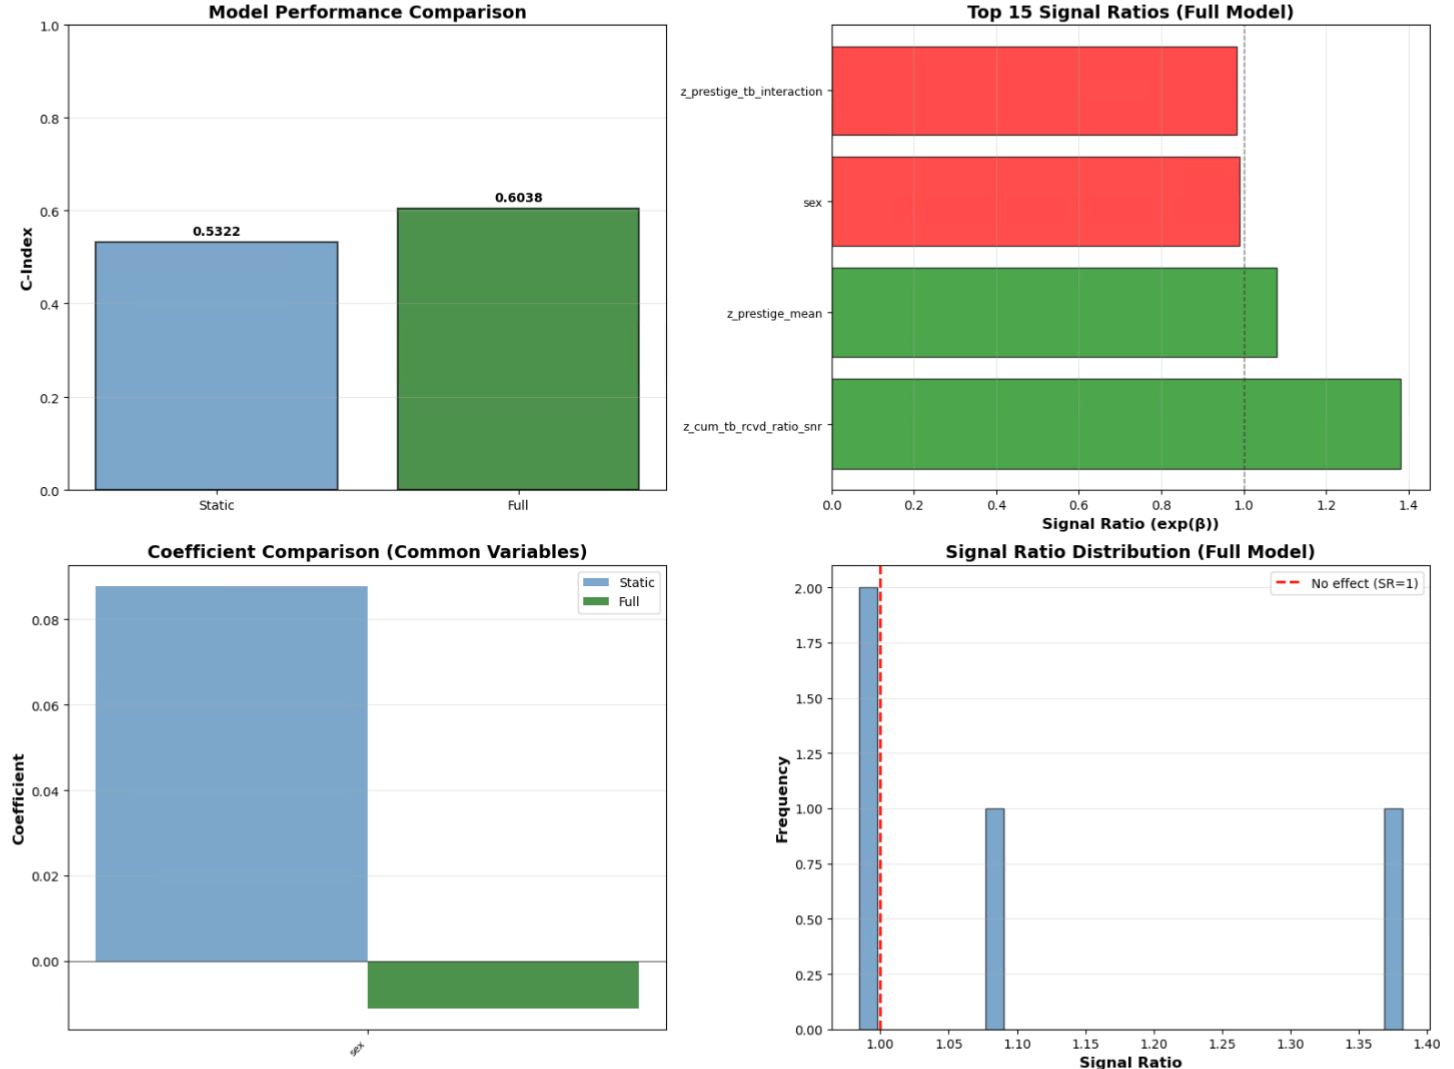 Model Performance Comparison
1.0
0.8
0.6
0.4
0.2
0.0
C-Index
0.5322
0.6038
Static
Full
Top 15 Signal Ratios (Full Model)
z_prestige_tb_interaction
sex
z_prestige_mean
z_cum_tb_rcvd_ratio_snr
0.0 0.2 0.4 0.6 0.8 1.0 1.2 1.4
Signal Ratio (exp(β))
Coefficient Comparison (Common Variables)
Static
Full
0.08
0.06
0.04
0.02
0.00
Coefficient
sex
Signal Ratio Distribution (Full Model)
No effect (SR=1)
2.00
1.75
1.50
1.25
1.00
0.75
0.50
0.25
0.00
Frequency
1.00 1.05 1.10 1.15 1.20 1.25 1.30 1.35 1.40
Signal Ratio